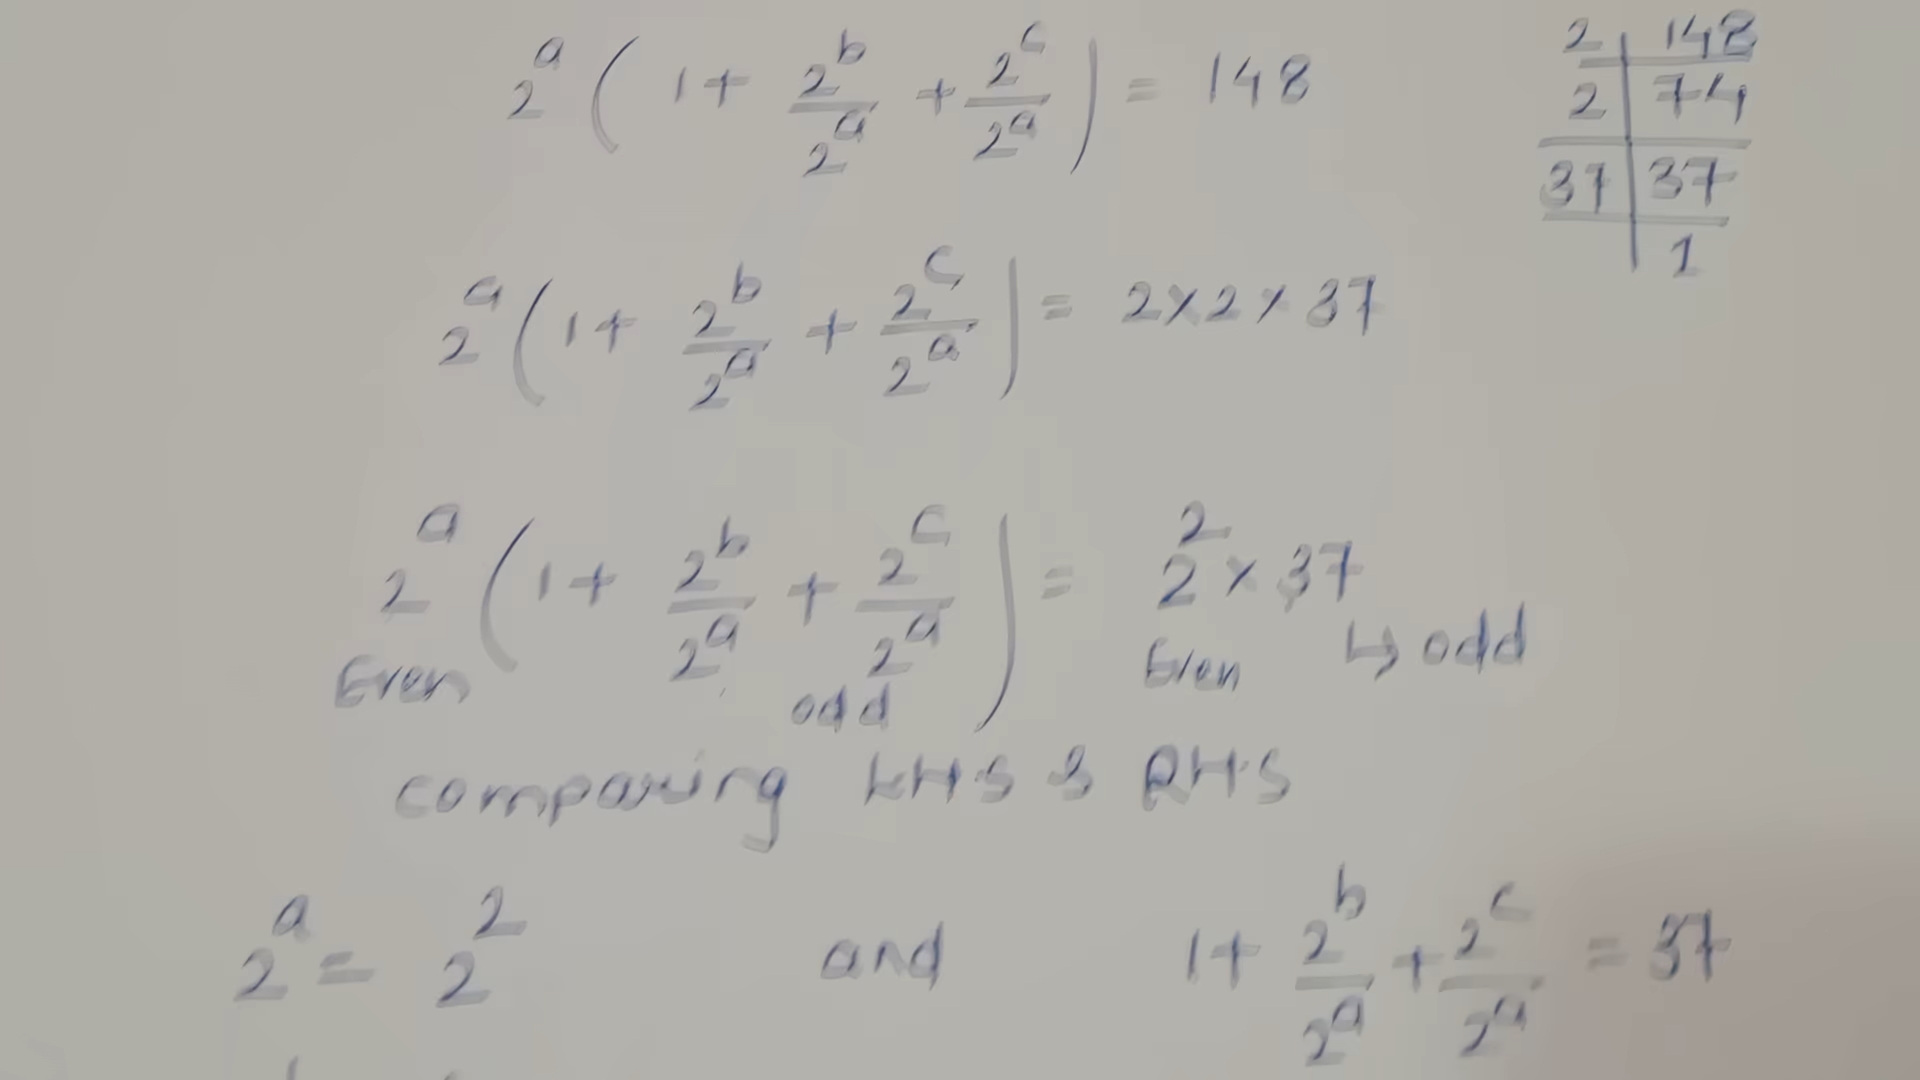 2^a ( 1 + 2^b/2^a + 2^c/2^a ) = 148
2 | 148
2 | 74
37 | 37
1
2^a ( 1 + 2^b/2^a + 2^c/2^a ) = 2 × 2 × 37
2^a ( 1 + 2^b/2^a + 2^c/2^a ) = 2^2 × 37
Even odd Even ↳ odd
comparing LHS & RHS
2^a = 2^2 and 1 + 2^b/2^a + 2^c/2^a = 37